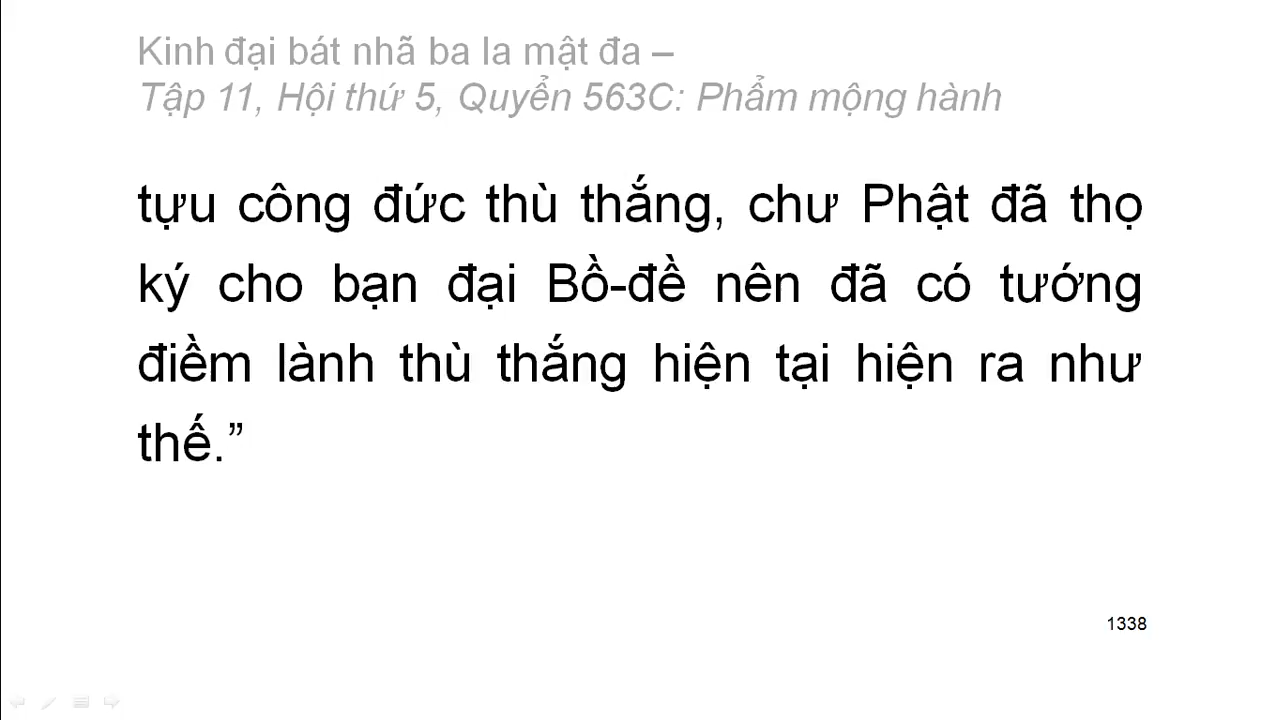 Kinh đại bát nhã ba la mật đa –
Tập 11, Hội thứ 5, Quyển 563C: Phẩm mộng hành
tựu công đức thù thắng, chư Phật đã thọ
ký cho bạn đại Bồ-đề nên đã có tướng
điềm lành thù thắng hiện tại hiện ra như
thế.”
1338